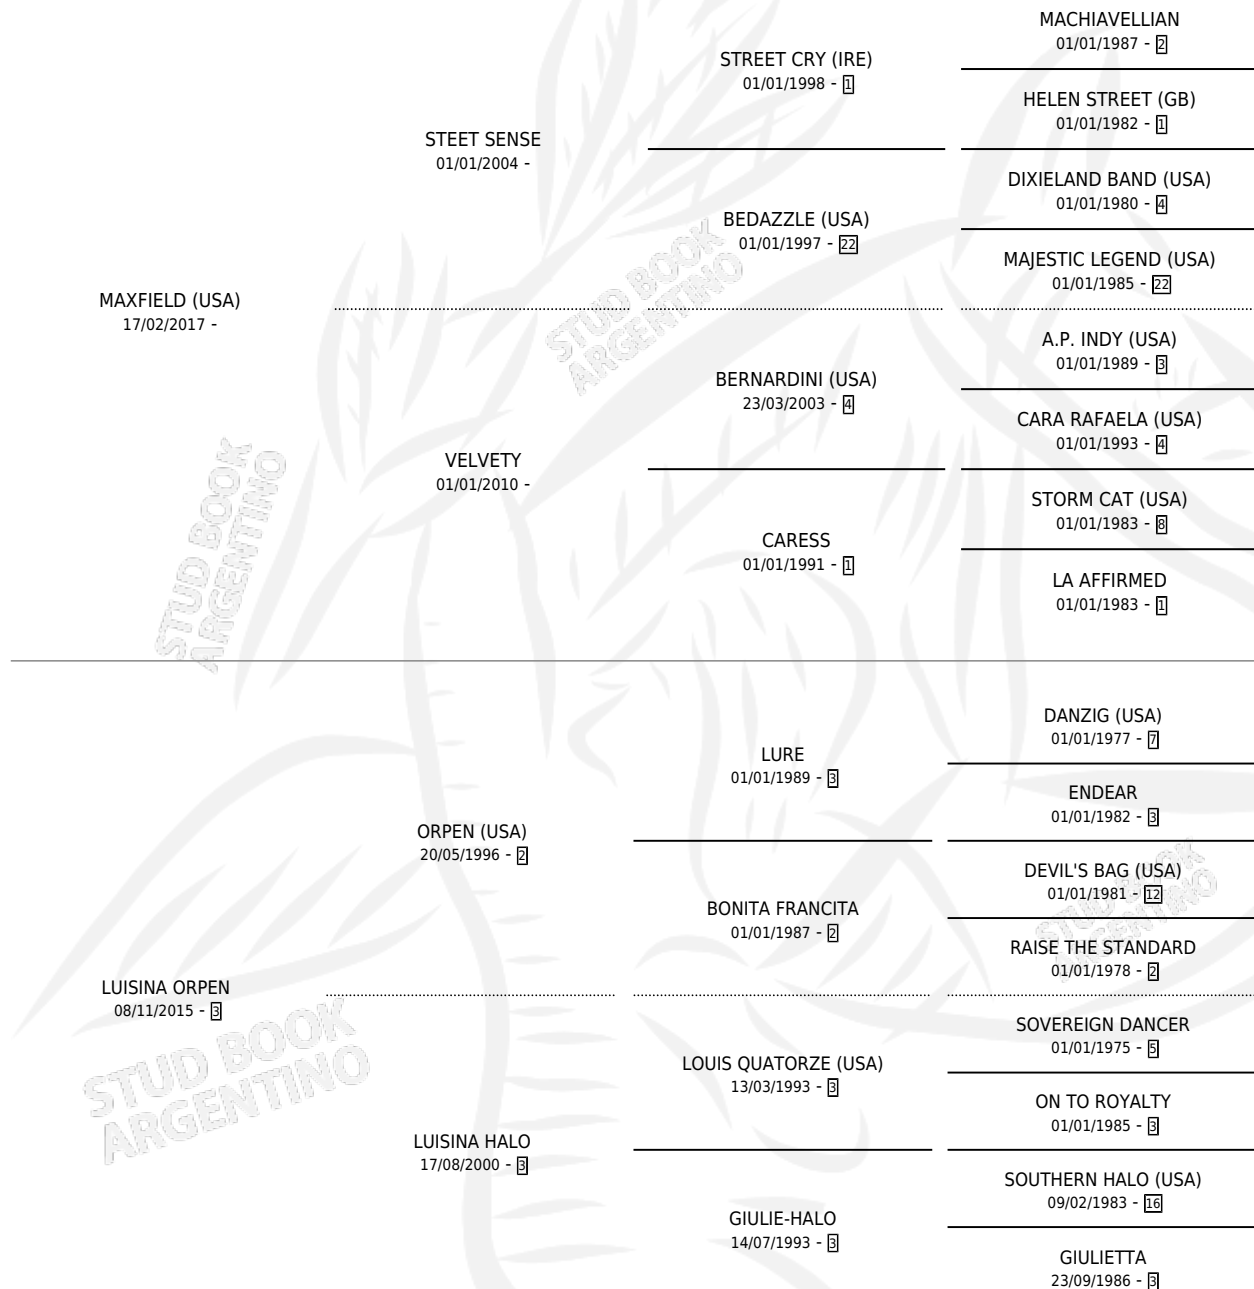 MACHIAVELLIAN
01/01/1987 - 2
STREET CRY (IRE)
01/01/1998 - 1
HELEN STREET (GB)
01/01/1982 - 1
STEET SENSE
01/01/2004 -
DIXIELAND BAND (USA)
01/01/1980 - 4
BEDAZZLE (USA)
01/01/1997 - 22
MAJESTIC LEGEND (USA)
01/01/1985 - 22
MAXFIELD (USA)
17/02/2017 -
STUD BOOK
ARGENTINO
A.P. INDY (USA)
01/01/1989 - 3
BERNARDINI (USA)
23/03/2003 - 4
CARA RAFAELA (USA)
01/01/1993 - 4
VELVETY
01/01/2010 -
STORM CAT (USA)
01/01/1983 - 8
CARESS
01/01/1991 - 1
LA AFFIRMED
01/01/1983 - 1
STUD BOOK
ARGENTINO
DANZIG (USA)
01/01/1977 - 7
LURE
01/01/1989 - 3
ENDEAR
01/01/1982 - 3
ORPEN (USA)
20/05/1996 - 2
DEVIL'S BAG (USA)
01/01/1981 - 12
BONITA FRANCITA
01/01/1987 - 2
RAISE THE STANDARD
01/01/1978 - 2
STUD BOOK
ARGENTINO
LUISINA ORPEN
08/11/2015 - 3
SOVEREIGN DANCER
01/01/1975 - 5
LOUIS QUATORZE (USA)
13/03/1993 - 3
ON TO ROYALTY
01/01/1985 - 3
STUD BOOK
ARGENTINO
LUISINA HALO
17/08/2000 - 3
SOUTHERN HALO (USA)
09/02/1983 - 16
GIULIE-HALO
14/07/1993 - 3
GIULIETTA
23/09/1986 - 3